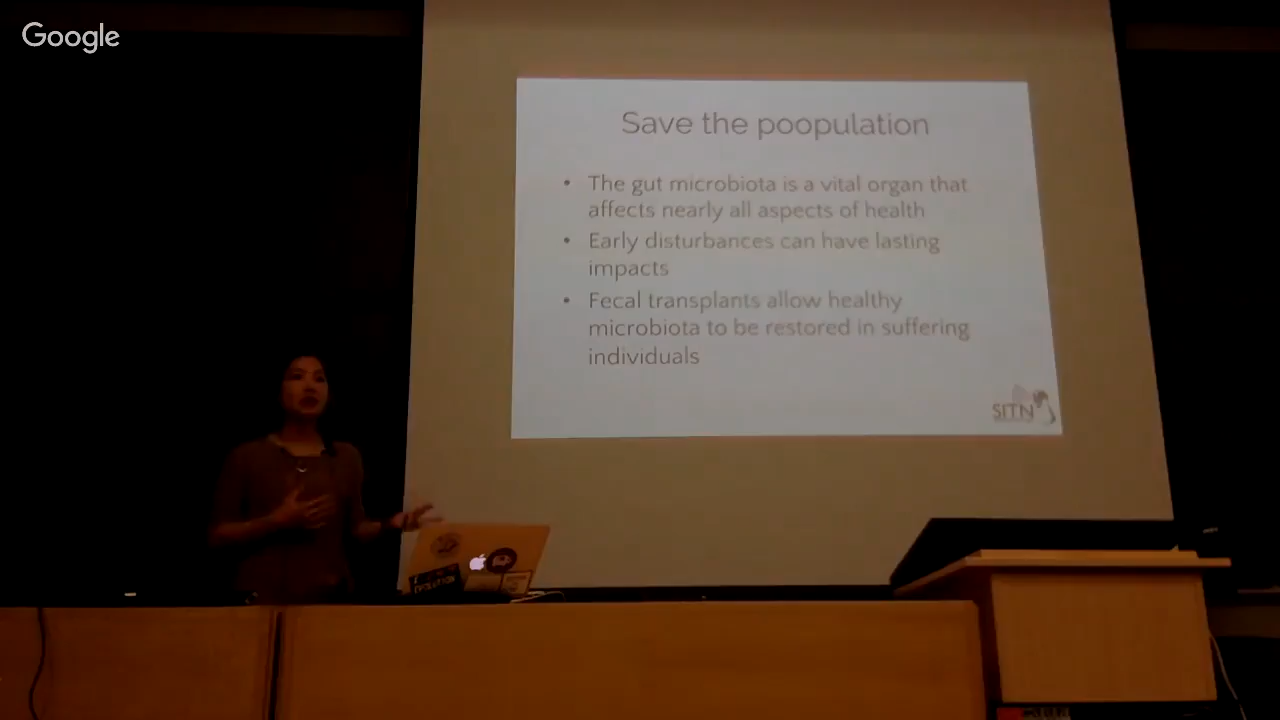 Google
Save the poopulation
• The gut microbiota is a vital organ that
affects nearly all aspects of health
• Early disturbances can have lasting
impacts
• Fecal transplants allow healthy
microbiota to be restored in suffering
individuals
SITN
EVOLUTION